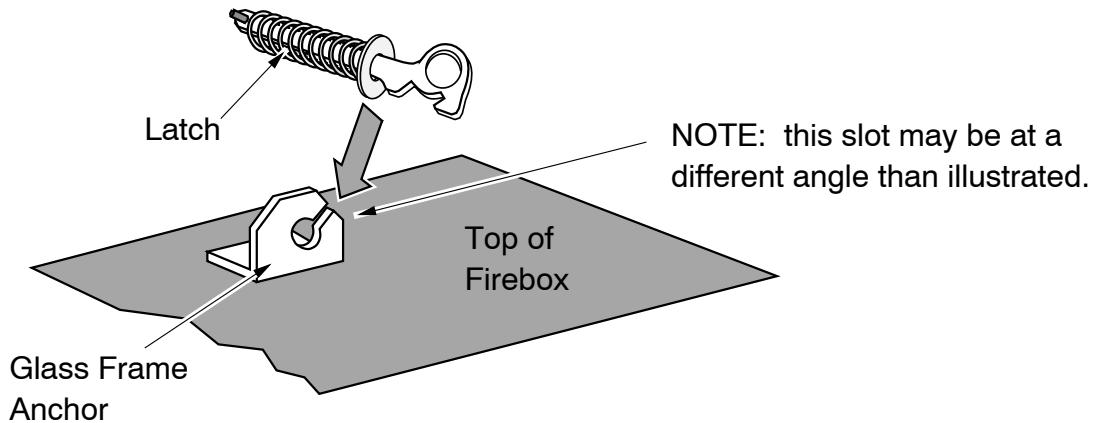 Latch
NOTE:  this slot may be at a
different angle than illustrated.
Top of
Firebox
Glass Frame
Anchor